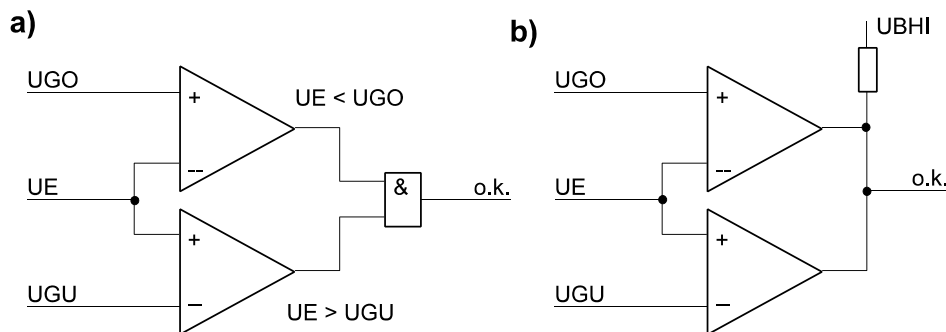 a)
UGO
+
UE < UGO
--
UE
&
o.k.
+
UGU
−
UE > UGU
b)
UBHI
UGO
+
--
UE
o.k.
+
UGU
−